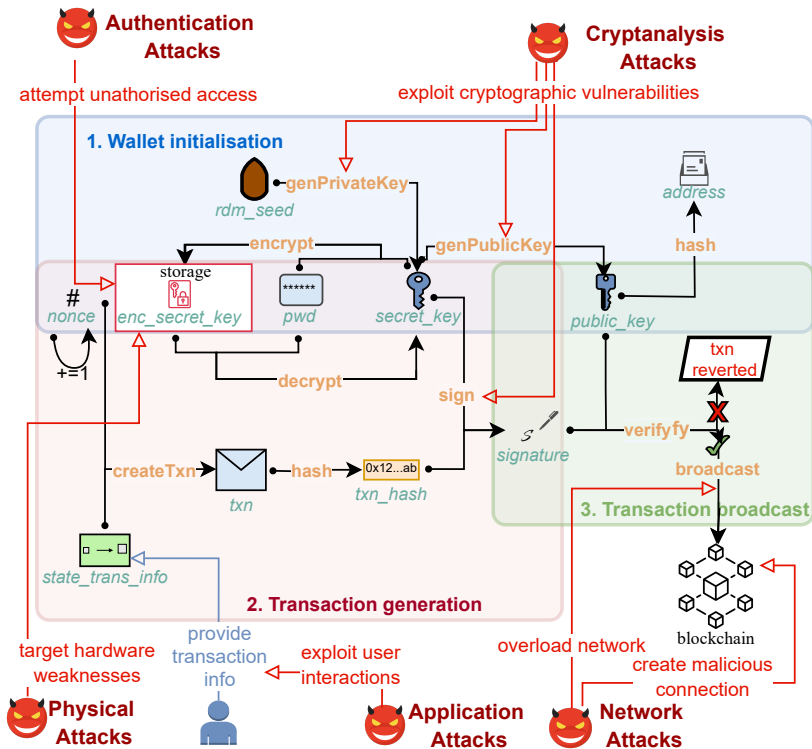 Authentication
Attacks
Cryptanalysis
Attacks
attempt unathorised access
exploit cryptographic vulnerabilities
1. Wallet initialisation
genPrivateKey
rdm_seed
address
encrypt
genPublicKey
hash
storage
#
nonce
enc_secret_key
******
pwd
secret_key
public_key
+=1
decrypt
sign
txn
reverted
signature
verifyfy
createTxn
hash
0x12...ab
txn
txn_hash
broadcast
3. Transaction broadcast
state_trans_info
2. Transaction generation
blockchain
provide
transaction
info
target hardware
weaknesses
exploit user
interactions
overload network
create malicious
connection
Physical
Attacks
Application
Attacks
Network
Attacks